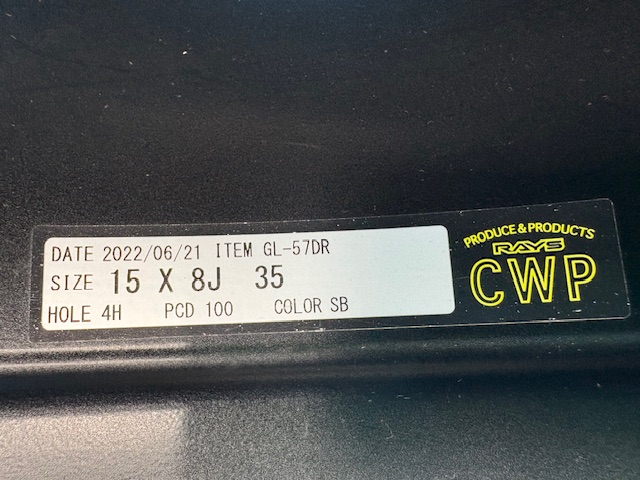 DATE 2022/06/21 ITEM GL-57DR
SIZE 15 X 8J 35
HOLE 4H PCD 100 COLOR SB
PRODUCE & PRODUCTS
RAYS
CWP